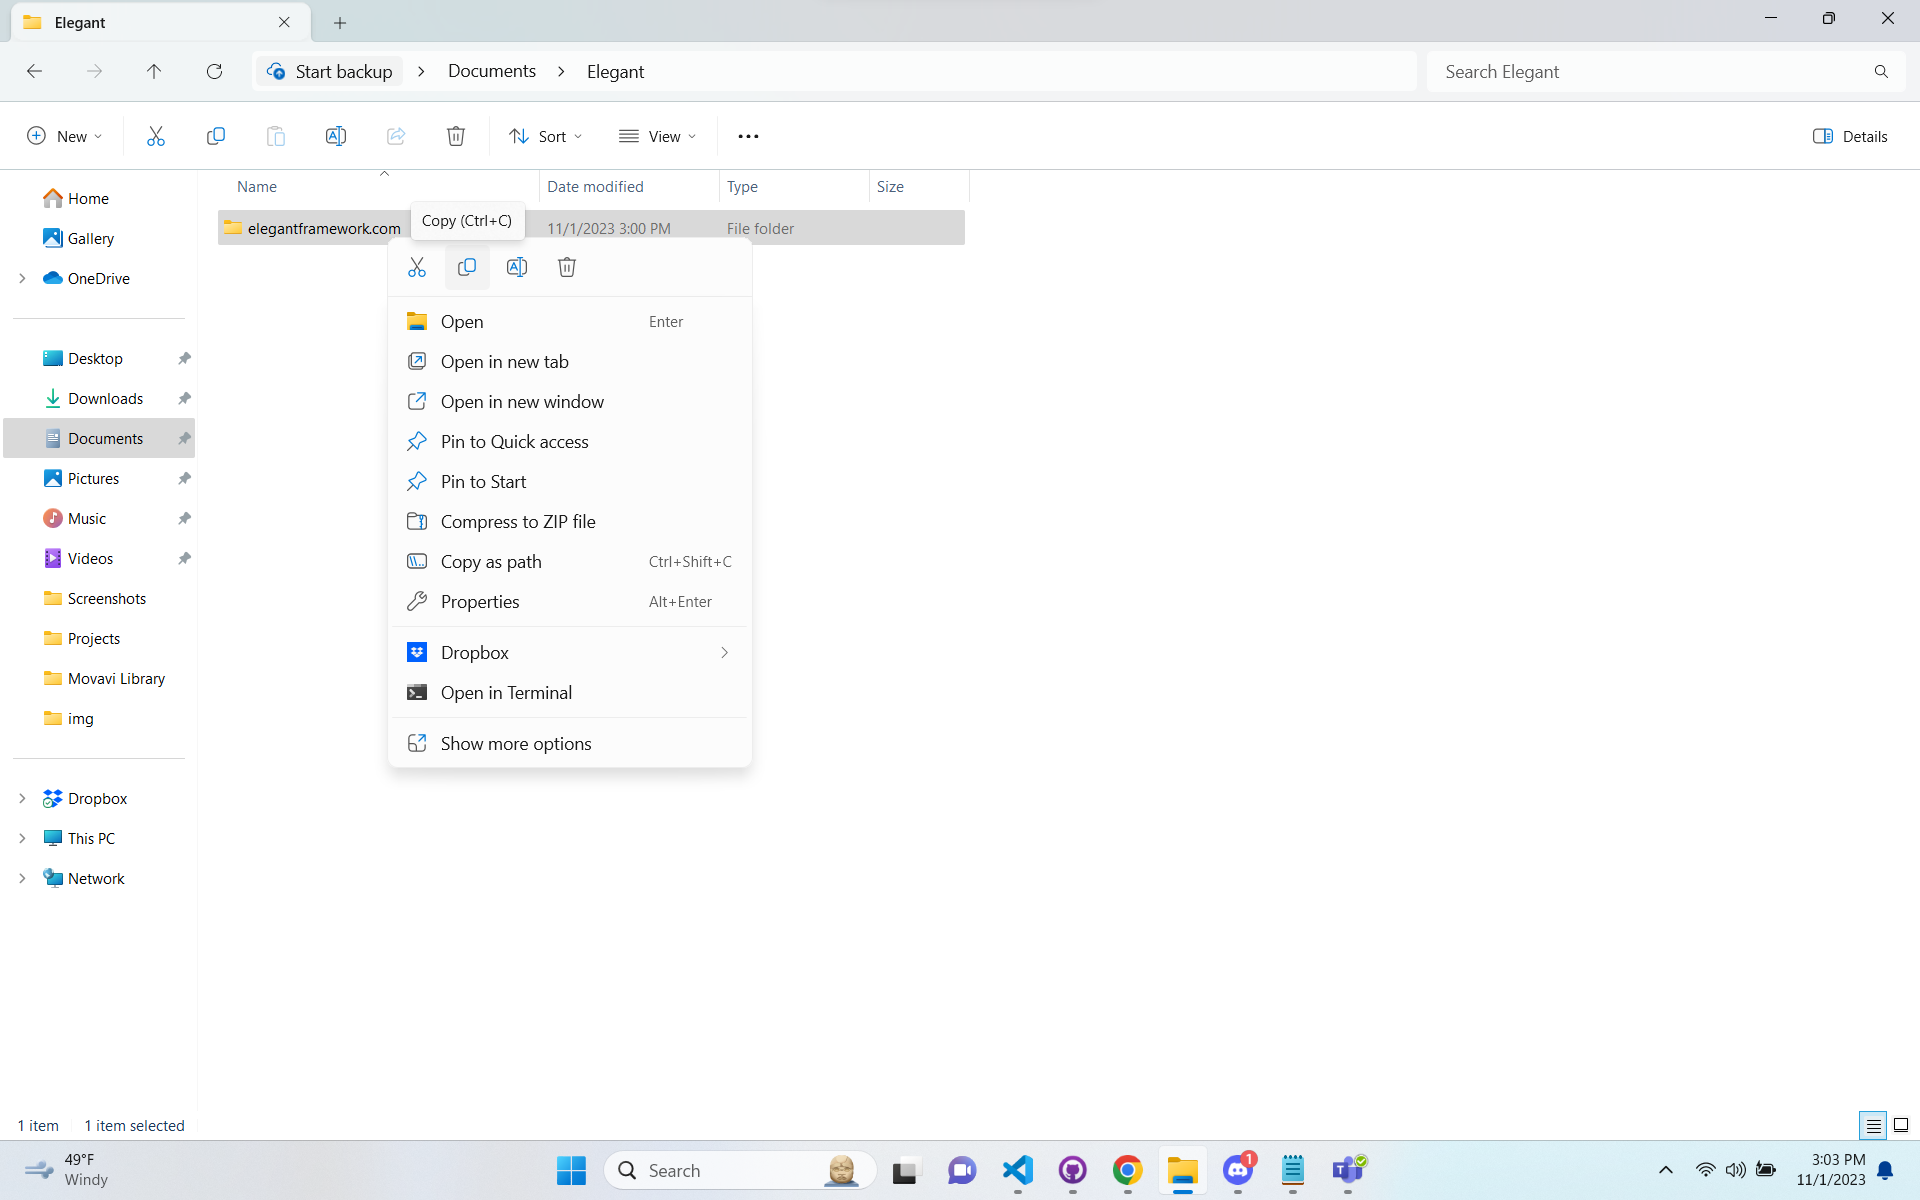 Elegant
Start backup
Documents
Elegant
Search Elegant
New
Sort
View
Details
Name
Date modified
Type
Size
Home
Gallery
OneDrive
Desktop
Downloads
Documents
Pictures
Music
Videos
Screenshots
Projects
Movavi Library
img
Dropbox
This PC
Network
elegantframework.com
11/1/2023 3:00 PM
File folder
Copy (Ctrl+C)
Open Enter
Open in new tab
Open in new window
Pin to Quick access
Pin to Start
Compress to ZIP file
Copy as path Ctrl+Shift+C
Properties Alt+Enter
Dropbox
Open in Terminal
Show more options
1 item
1 item selected
49°F
Windy
Search
1
3:03 PM
11/1/2023